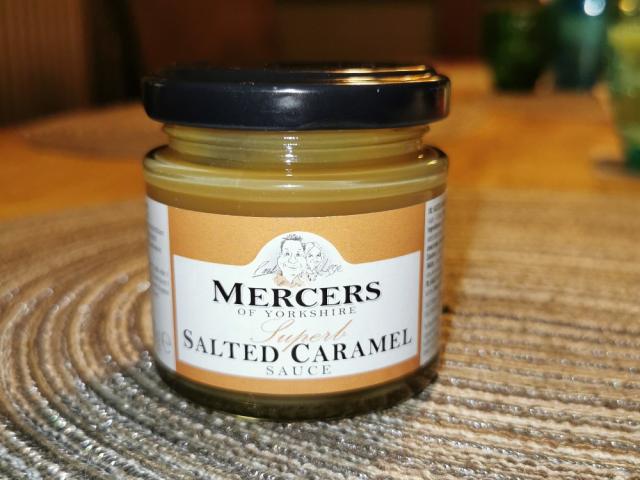 MERCERS
OF YORKSHIRE
Superb
SALTED CARAMEL
SAUCE